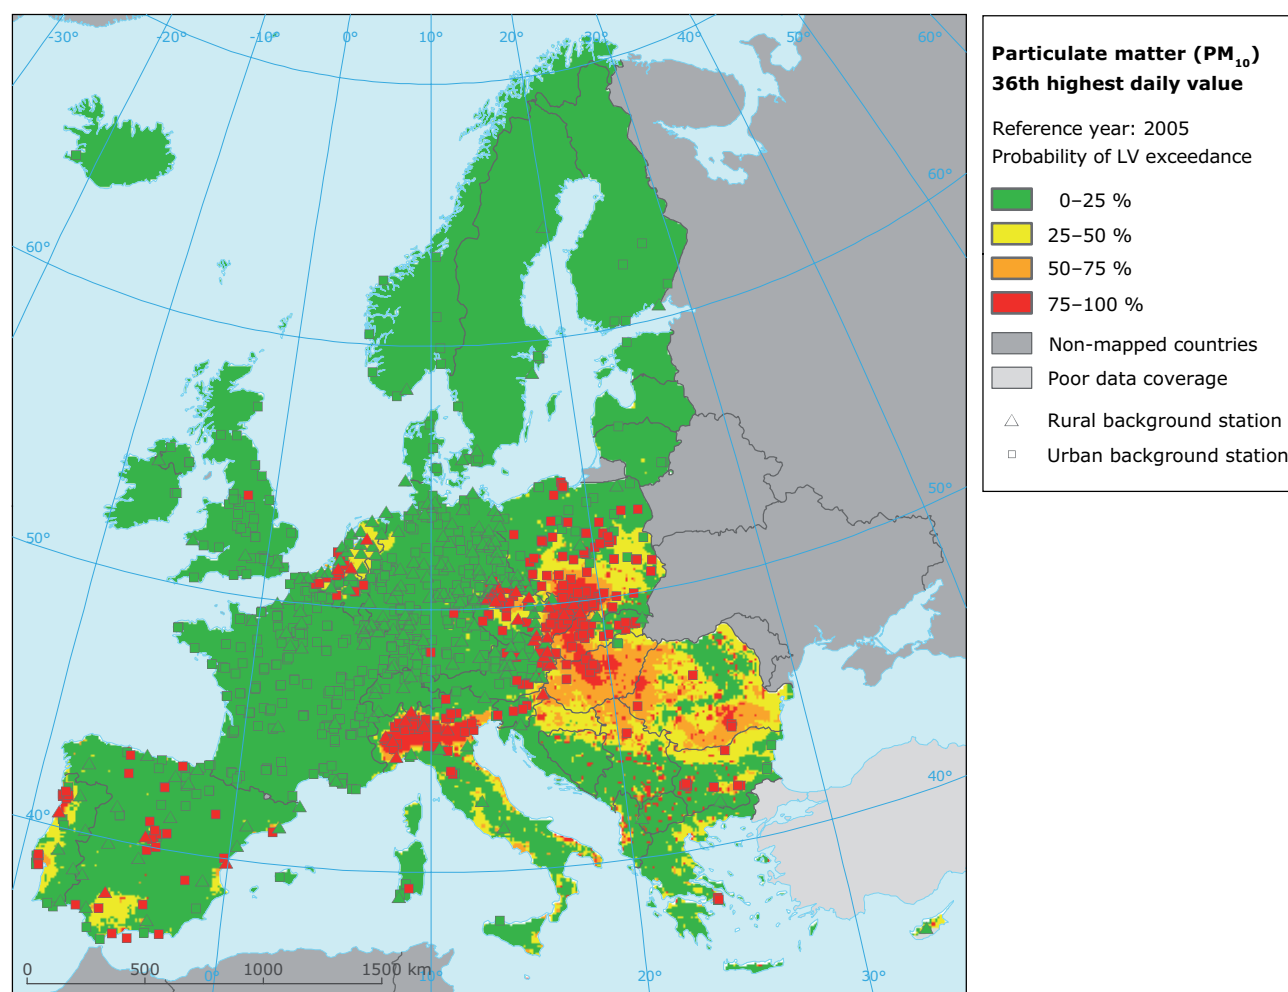 -30° -20° -10° 0° 10° 20° 30° 40° 50° 60°
60° 60°
50° 50°
40° 40°
0 500 1000 1500 km
0° 10° 20° 30°
Particulate matter (PM10)
36th highest daily value
Reference year: 2005
Probability of LV exceedance
0–25 %
25–50 %
50–75 %
75–100 %
Non-mapped countries
Poor data coverage
Rural background station
Urban background station